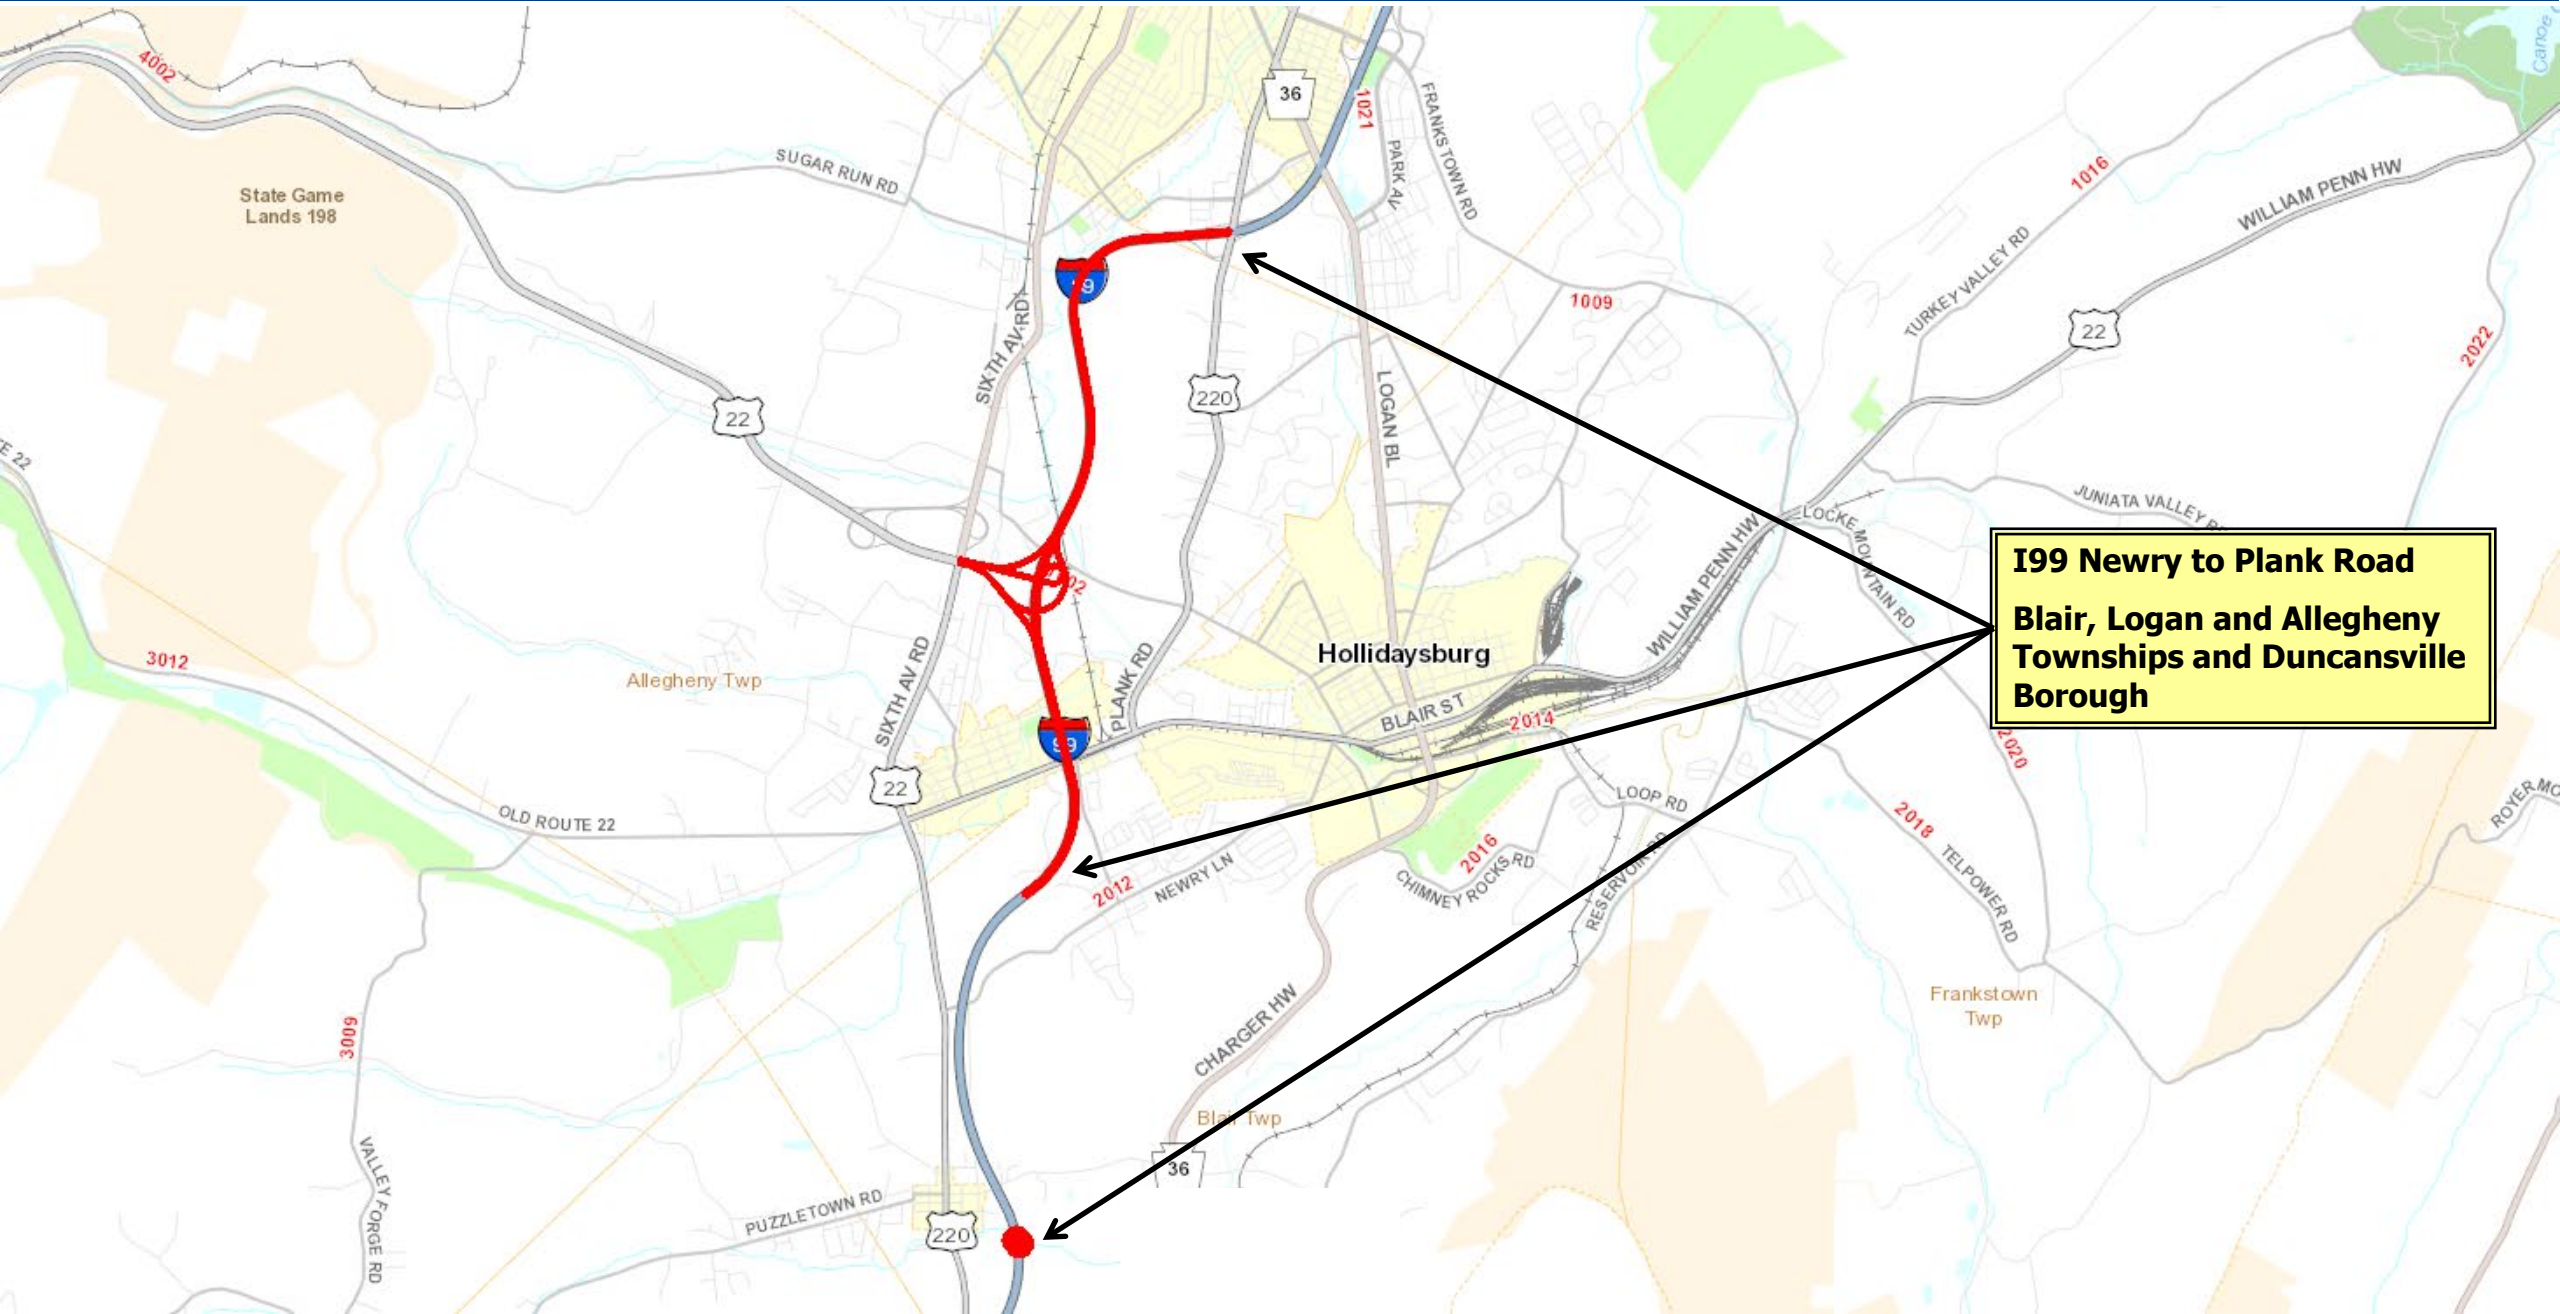 4002
36
1021
FRANKSTOWN RD
PARK AV
SUGAR RUN RD
State Game
Lands 198
1016
WILLIAM PENN HW
TURKEY VALLEY RD
1009
22
2022
SIXTH AV RD
LOGAN BL
220
22
JUNIATA VALLEY
LOCKE MOUNTAIN RD
WILLIAM PENN HW
I99 Newry to Plank Road
Blair, Logan and Allegheny
Townships and Duncansville
Borough
Hollidaysburg
3012
Allegheny Twp
SIXTH AV RD
PLANK RD
BLAIR ST
2014
99
22
2020
LOOP RD
OLD ROUTE 22
2018
TELPOWER RD
2016
CHIMNEY ROCKS RD
RESERVOIR RD
2012
NEWRY LN
Frankstown
Twp
3009
CHARGER HW
Blair Twp
36
VALLEY FORGE RD
PUZZLETOWN RD
220